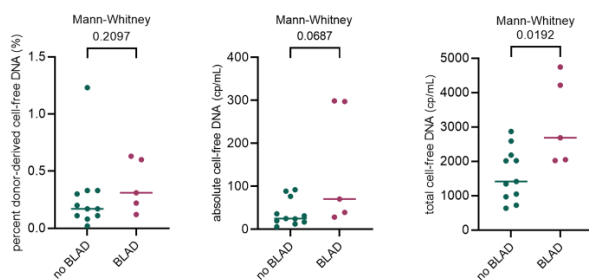 Mann-Whitney
0.2097
percent donor-derived cell-free DNA (%)
1.5
1.0
0.5
0.0
no BLAD
BLAD
Mann-Whitney
0.0687
absolute cell-free DNA (cp/mL)
400
300
200
100
0
no BLAD
BLAD
Mann-Whitney
0.0192
total cell-free DNA (cp/mL)
5000
4000
3000
2000
1000
0
no BLAD
BLAD